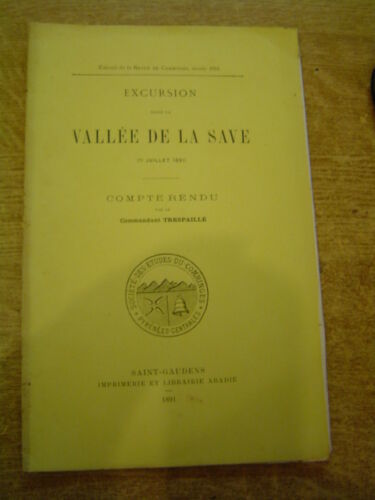 Extrait de la REVUE DE COMMINGES, année
EXCURSION
DANS LA
VALLÉE DE LA SAVE
JUILLET
COMPTE RENDU
PAR LE
Commandant TRESPAILLÉ
SOCIÉTÉ DES ÉTUDES DU COMMINGES
PYRÉNÉES CENTRALES
SAINT-GAUDENS
IMPRIMERIE ET LIBRAIRIE ABADIE
1891